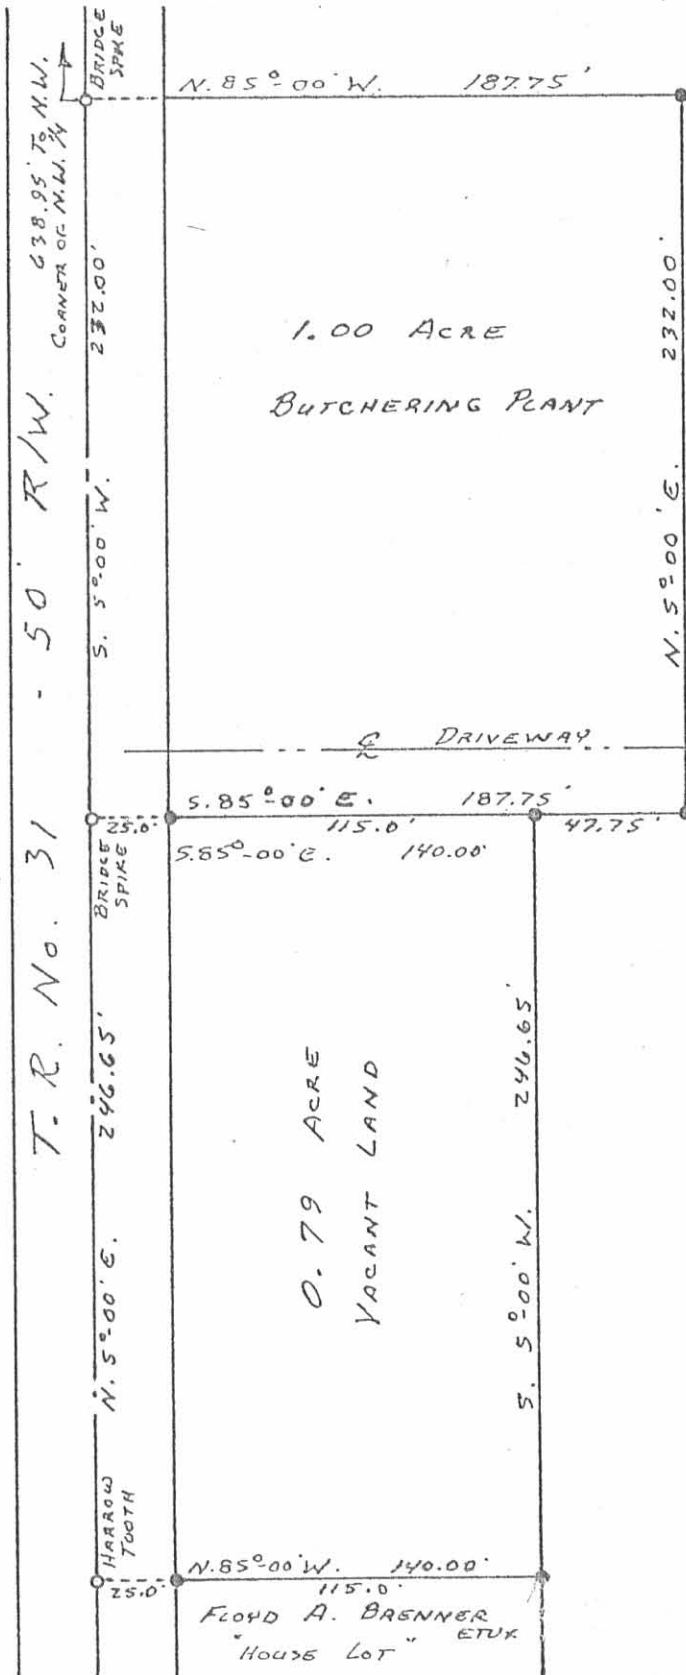 BRIDGE
SPIKE
N. 85°-00' W. 187.75'
638.95' To N.W.
CORNER OF N.W. 1/4
232.00'
232.00'
1.00 ACRE
BUTCHERING PLANT
T. R. No. 31 - 50' R/W.
S. 5°-00' W.
N. 5°-00' E.
℄ DRIVEWAY
S. 85°-00' E. 187.75'
25.0' 115.0' 47.75'
S. 85°-00' E. 140.00'
BRIDGE
SPIKE
246.65'
246.65'
0.79 ACRE
VACANT LAND
N. 5°-00' E.
S. 5°-00' W.
HARROW
TOOTH
N. 85°-00' W. 140.00'
25.0' 115.0'
FLOYD A. BRENNER
ETUX
"HOUSE LOT"